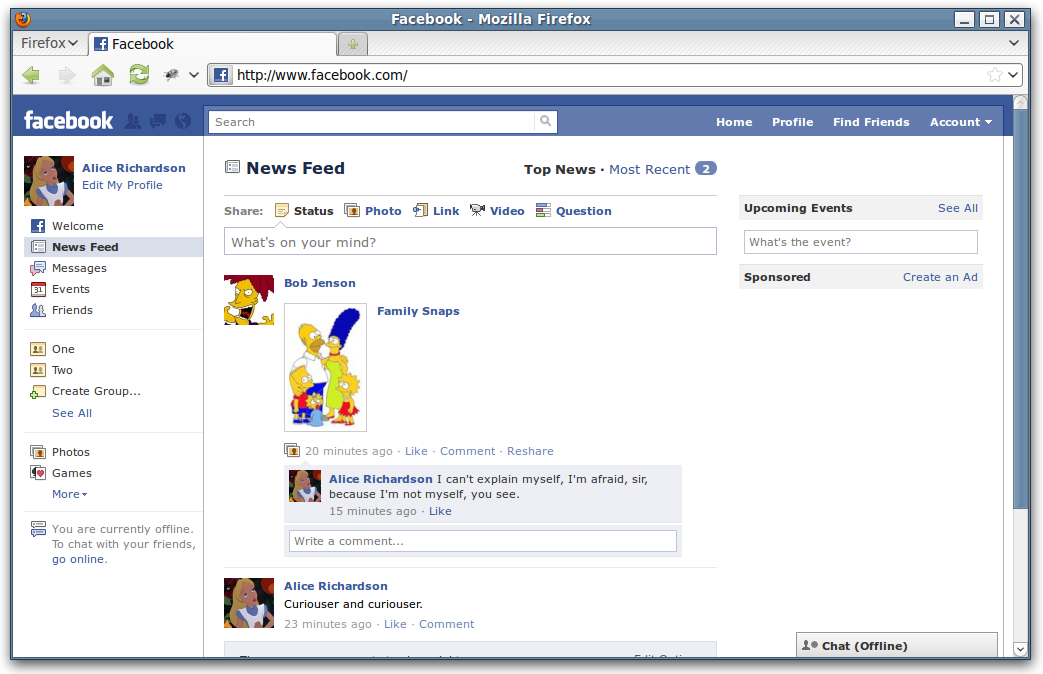 Facebook - Mozilla Firefox
Firefox
Facebook
http://www.facebook.com/
facebook
Search
Home Profile Find Friends Account
Alice Richardson
Edit My Profile
Welcome
News Feed
Messages
31
Events
Friends
One
Two
Create Group...
See All
Photos
Games
More
You are currently offline.
To chat with your friends,
go online.
News Feed
Top News · Most Recent 2
Share: Status Photo Link Video Question
What's on your mind?
Bob Jenson
Family Snaps
20 minutes ago · Like · Comment · Reshare
Alice Richardson I can't explain myself, I'm afraid, sir,
because I'm not myself, you see.
15 minutes ago · Like
Write a comment...
Alice Richardson
Curiouser and curiouser.
23 minutes ago · Like · Comment
Upcoming Events See All
What's the event?
Sponsored Create an Ad
Chat (Offline)